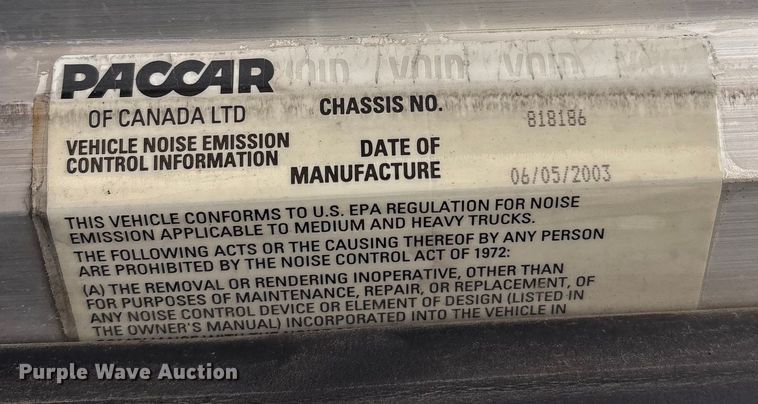 PACCAR VOID VOID VOID
OF CANADA LTD
CHASSIS NO. 818186
VEHICLE NOISE EMISSION
CONTROL INFORMATION
DATE OF
MANUFACTURE 06/05/2003
THIS VEHICLE CONFORMS TO U.S. EPA REGULATION FOR NOISE
EMISSION APPLICABLE TO MEDIUM AND HEAVY TRUCKS.
THE FOLLOWING ACTS OR THE CAUSING THEREOF BY ANY PERSON
ARE PROHIBITED BY THE NOISE CONTROL ACT OF 1972:
(A) THE REMOVAL OR RENDERING INOPERATIVE, OTHER THAN
FOR PURPOSES OF MAINTENANCE, REPAIR, OR REPLACEMENT, OF
ANY NOISE CONTROL DEVICE OR ELEMENT OF DESIGN (LISTED IN
THE OWNER'S MANUAL) INCORPORATED INTO THE VEHICLE IN
Purple Wave Auction